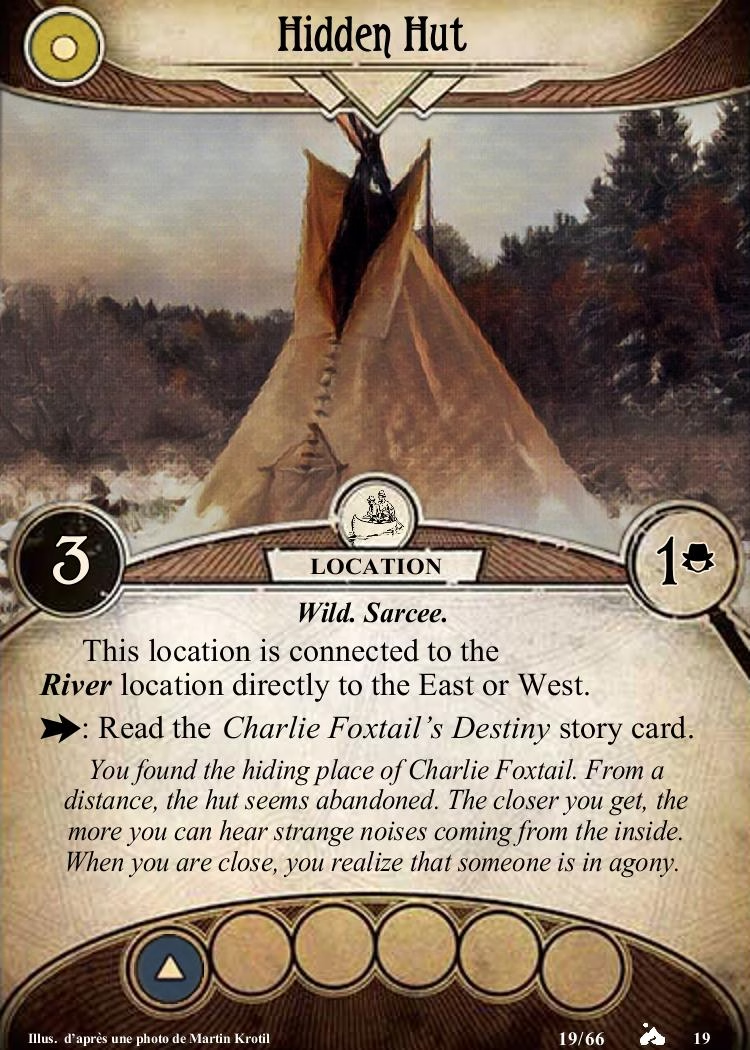 Hidden Hut
3
LOCATION
1
Wild. Sarcee.
This location is connected to the
River location directly to the East or West.
: Read the Charlie Foxtail's Destiny story card.
You found the hiding place of Charlie Foxtail. From a
distance, the hut seems abandoned. The closer you get, the
more you can hear strange noises coming from the inside.
When you are close, you realize that someone is in agony.
Illus. d'après une photo de Martin Krotil
19/66
19